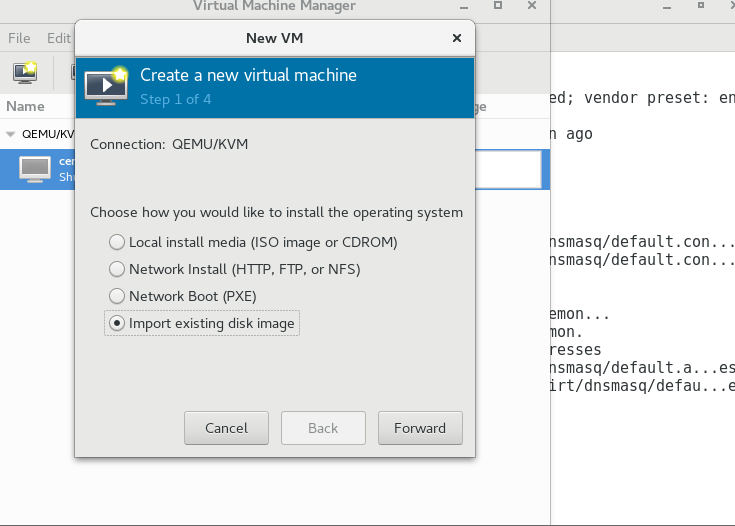 Virtual Machine Manager
File Edit
New VM
Create a new virtual machine
Step 1 of 4
Name
QEMU/KV
cen
Shu
Connection: QEMU/KVM
Choose how you would like to install the operating system
Local install media (ISO image or CDROM)
Network Install (HTTP, FTP, or NFS)
Network Boot (PXE)
Import existing disk image
Cancel
Back
Forward
ge
ed; vendor preset: en
n ago
nsmasq/default.con...
nsmasq/default.con...
emon...
mon.
resses
nsmasq/default.a...es
irt/dnsmasq/defau...e